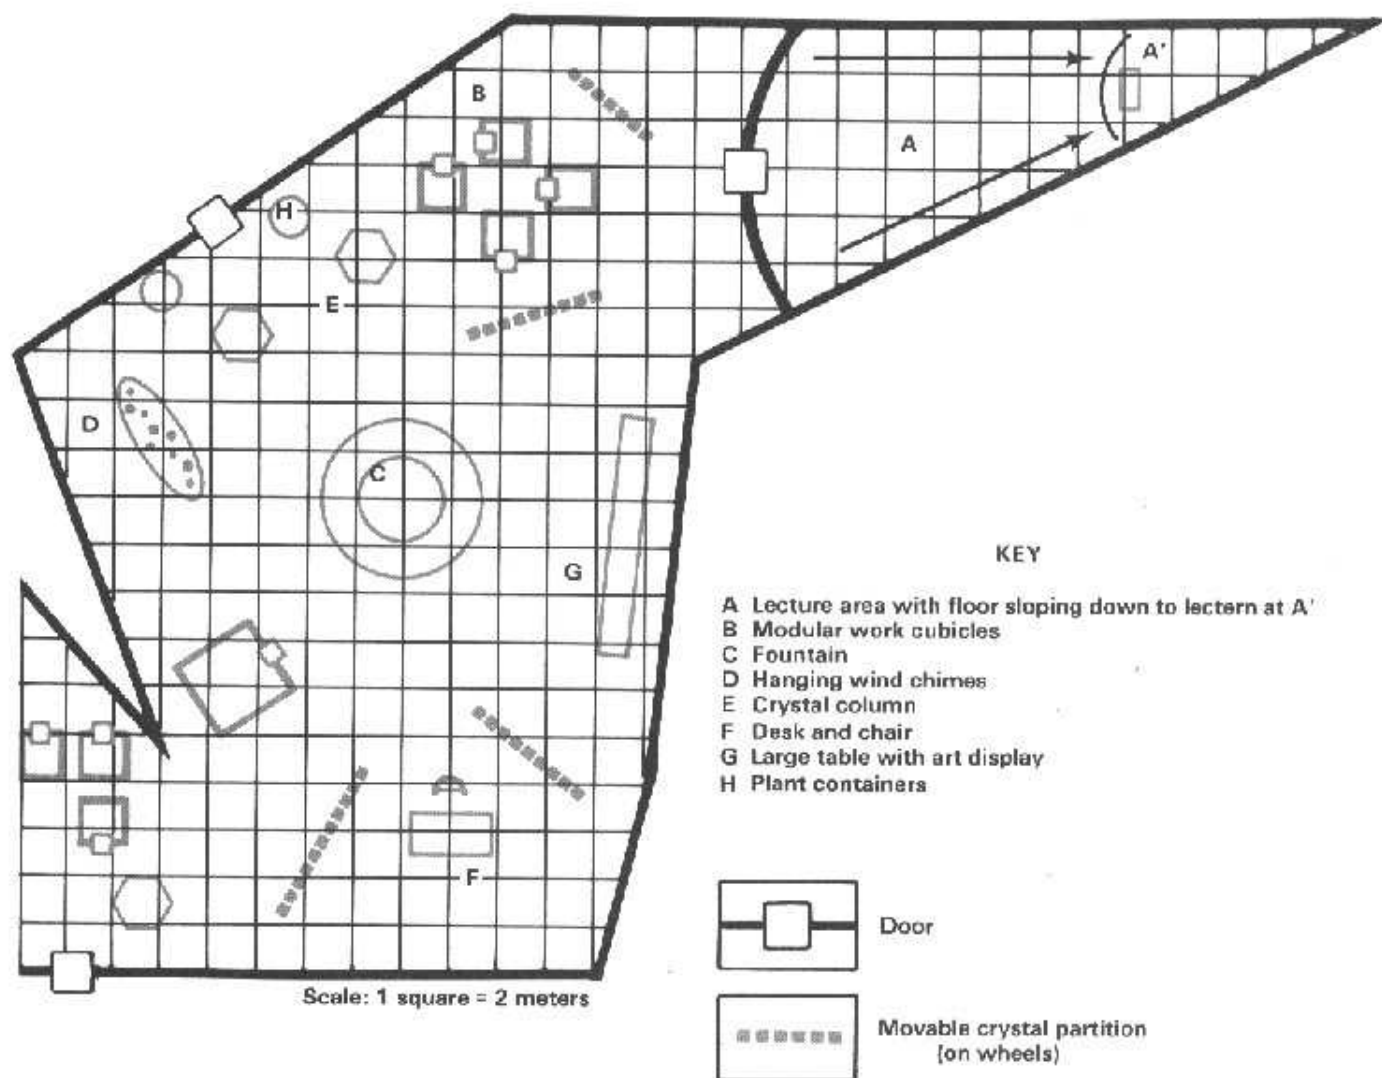 B
A'
A
H
E
D
C
G
F
Scale: 1 square = 2 meters
KEY
A Lecture area with floor sloping down to lectern at A'
B Modular work cubicles
C Fountain
D Hanging wind chimes
E Crystal column
F Desk and chair
G Large table with art display
H Plant containers
Door
Movable crystal partition
(on wheels)